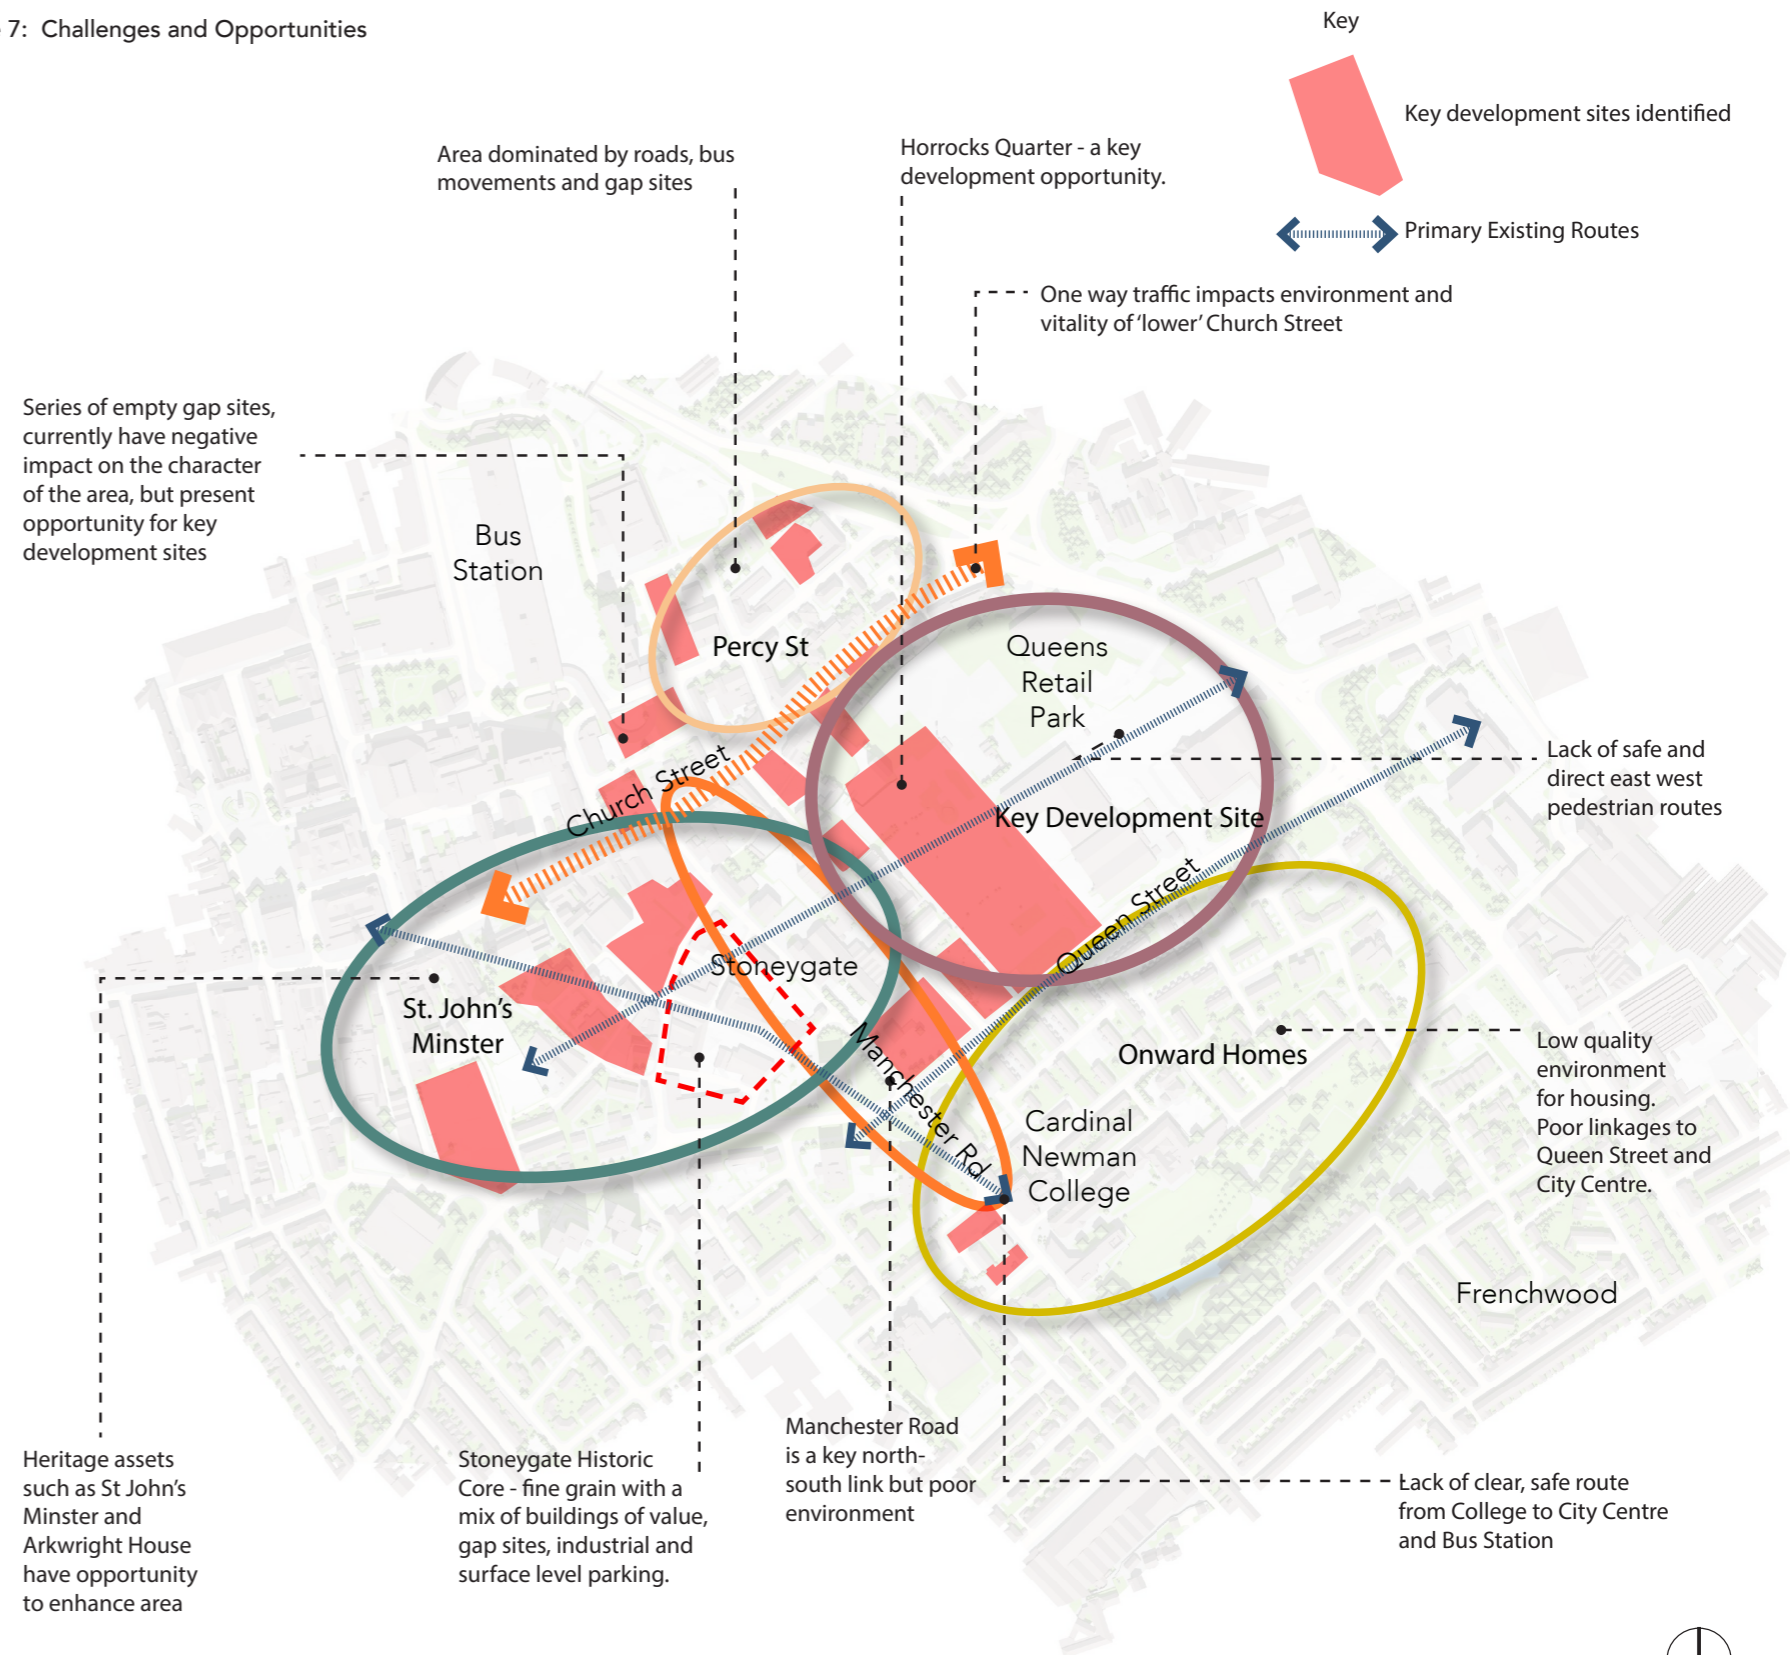 7: Challenges and Opportunities
Key
Key development sites identified
Primary Existing Routes
Area dominated by roads, bus
movements and gap sites
Horrocks Quarter - a key
development opportunity.
One way traffic impacts environment and
vitality of ‘lower’ Church Street
Series of empty gap sites,
currently have negative
impact on the character
of the area, but present
opportunity for key
development sites
Bus
Station
Percy St
Queens
Retail
Park
Church Street
Key Development Site
Lack of safe and
direct east west
pedestrian routes
Queen Street
Stoneygate
St. John's
Minster
Manchester Rd
Onward Homes
Low quality
environment
for housing.
Poor linkages to
Queen Street and
City Centre.
Cardinal
Newman
College
Frenchwood
Heritage assets
such as St John's
Minster and
Arkwright House
have opportunity
to enhance area
Stoneygate Historic
Core - fine grain with a
mix of buildings of value,
gap sites, industrial and
surface level parking.
Manchester Road
is a key north-
south link but poor
environment
Lack of clear, safe route
from College to City Centre
and Bus Station